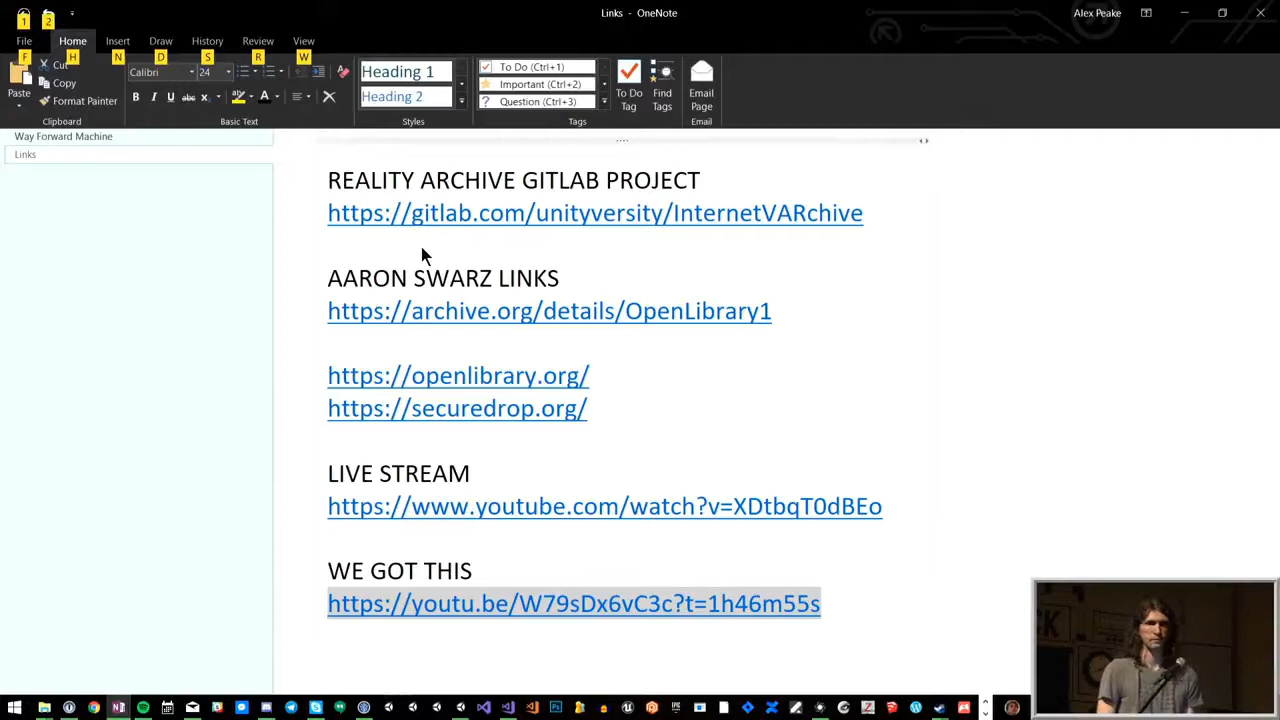 1 2
Links - OneNote
Alex Peake
File Home Insert Draw History Review View
F H N D S R W
Paste
Cut
Copy
Format Painter
Clipboard
Calibri 24
B I U abc x
A
Basic Text
Heading 1
Heading 2
Styles
To Do (Ctrl+1)
Important (Ctrl+2)
Question (Ctrl+3)
Tags
To Do Tag
Find Tags
Email Page
Email
Way Forward Machine
Links
REALITY ARCHIVE GITLAB PROJECT
https://gitlab.com/unityversity/InternetVARchive
AARON SWARZ LINKS
https://archive.org/details/OpenLibrary1
https://openlibrary.org/
https://securedrop.org/
LIVE STREAM
https://www.youtube.com/watch?v=XDtbqT0dBEo
WE GOT THIS
https://youtu.be/W79sDx6vC3c?t=1h46m55s